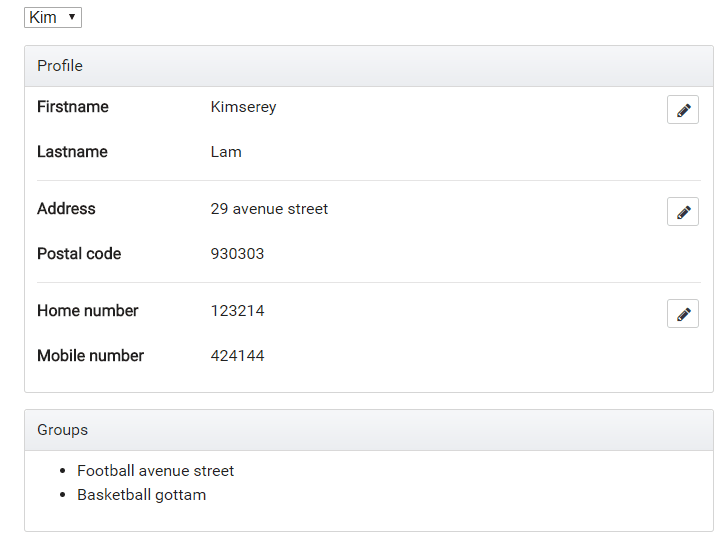 Kim
Profile
Firstname Kimserey
Lastname Lam
Address 29 avenue street
Postal code 930303
Home number 123214
Mobile number 424144
Groups
Football avenue street
Basketball gottam